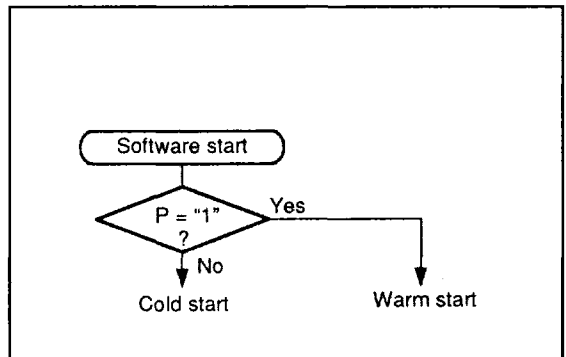 Software start
P = "1"
?
Yes
No
Cold start
Warm start